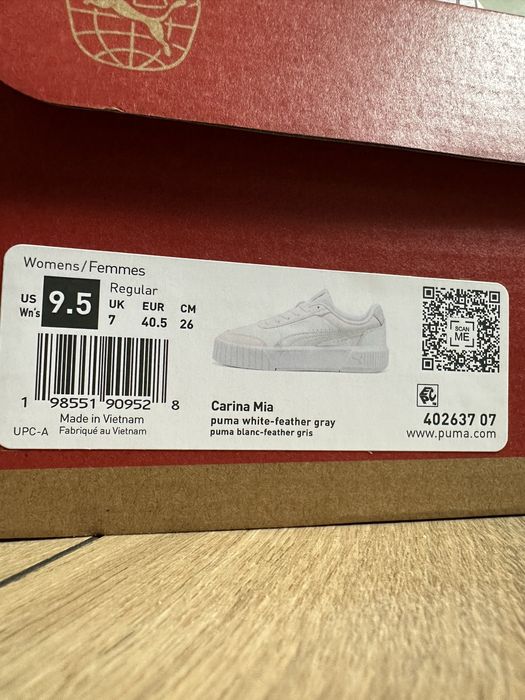 Womens/Femmes
Regular
US Wn's 9.5 UK 7 EUR 40.5 CM 26
SCAN ME
1 98551 90952 8
Made in Vietnam
UPC-A Fabriqué au Vietnam
Carina Mia
puma white-feather gray
puma blanc-feather gris
402637 07
www.puma.com